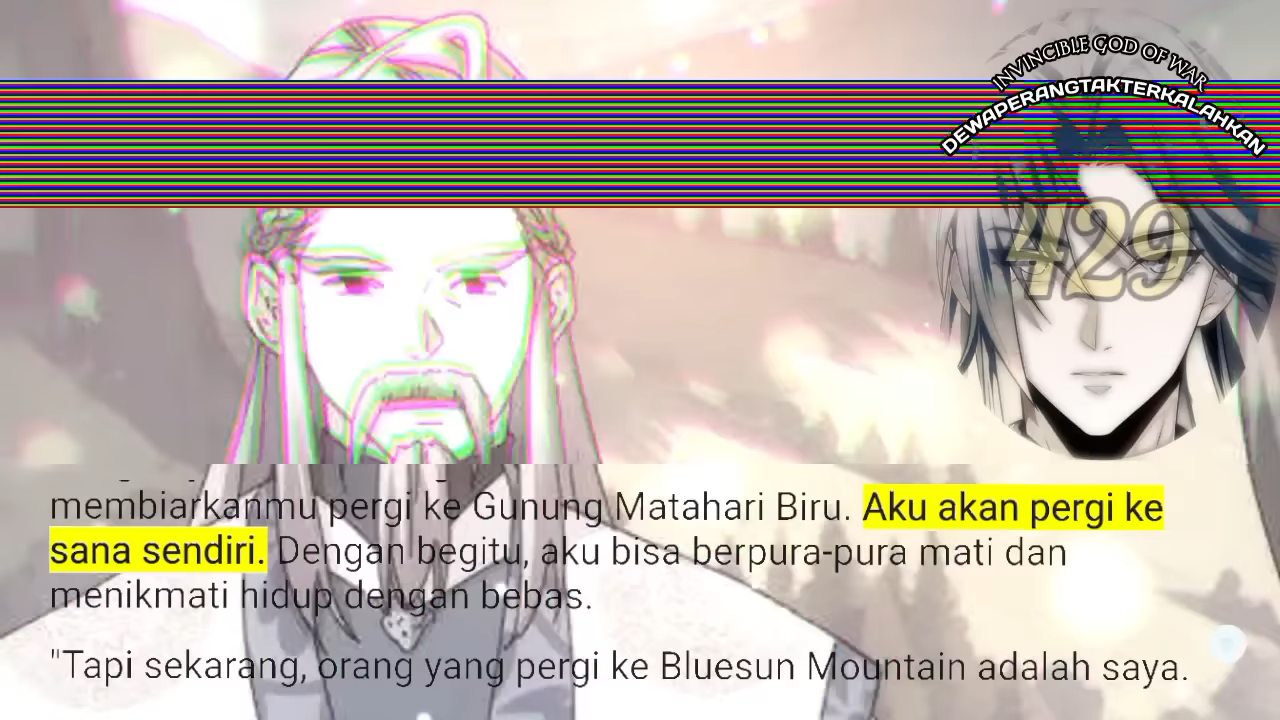 INVINCIBLE GOD OF WAR
DEWAPERANGTAKTERKALAHKAN
429
membiarkanmu pergi ke Gunung Matahari Biru. Aku akan pergi ke
sana sendiri. Dengan begitu, aku bisa berpura-pura mati dan
menikmati hidup dengan bebas.
"Tapi sekarang, orang yang pergi ke Bluesun Mountain adalah saya.